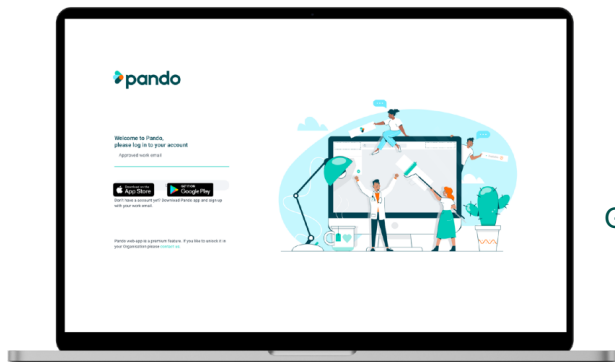 pando
Welcome to Pando,
please log in to your account
Approved work email
Download on the
App Store
GET IT ON
Google Play
Don't have a account yet? Download Pando app and sign up
with your work email.
Pando web app is a premium feature. If you like to unlock it in
your Organisation please contact us.